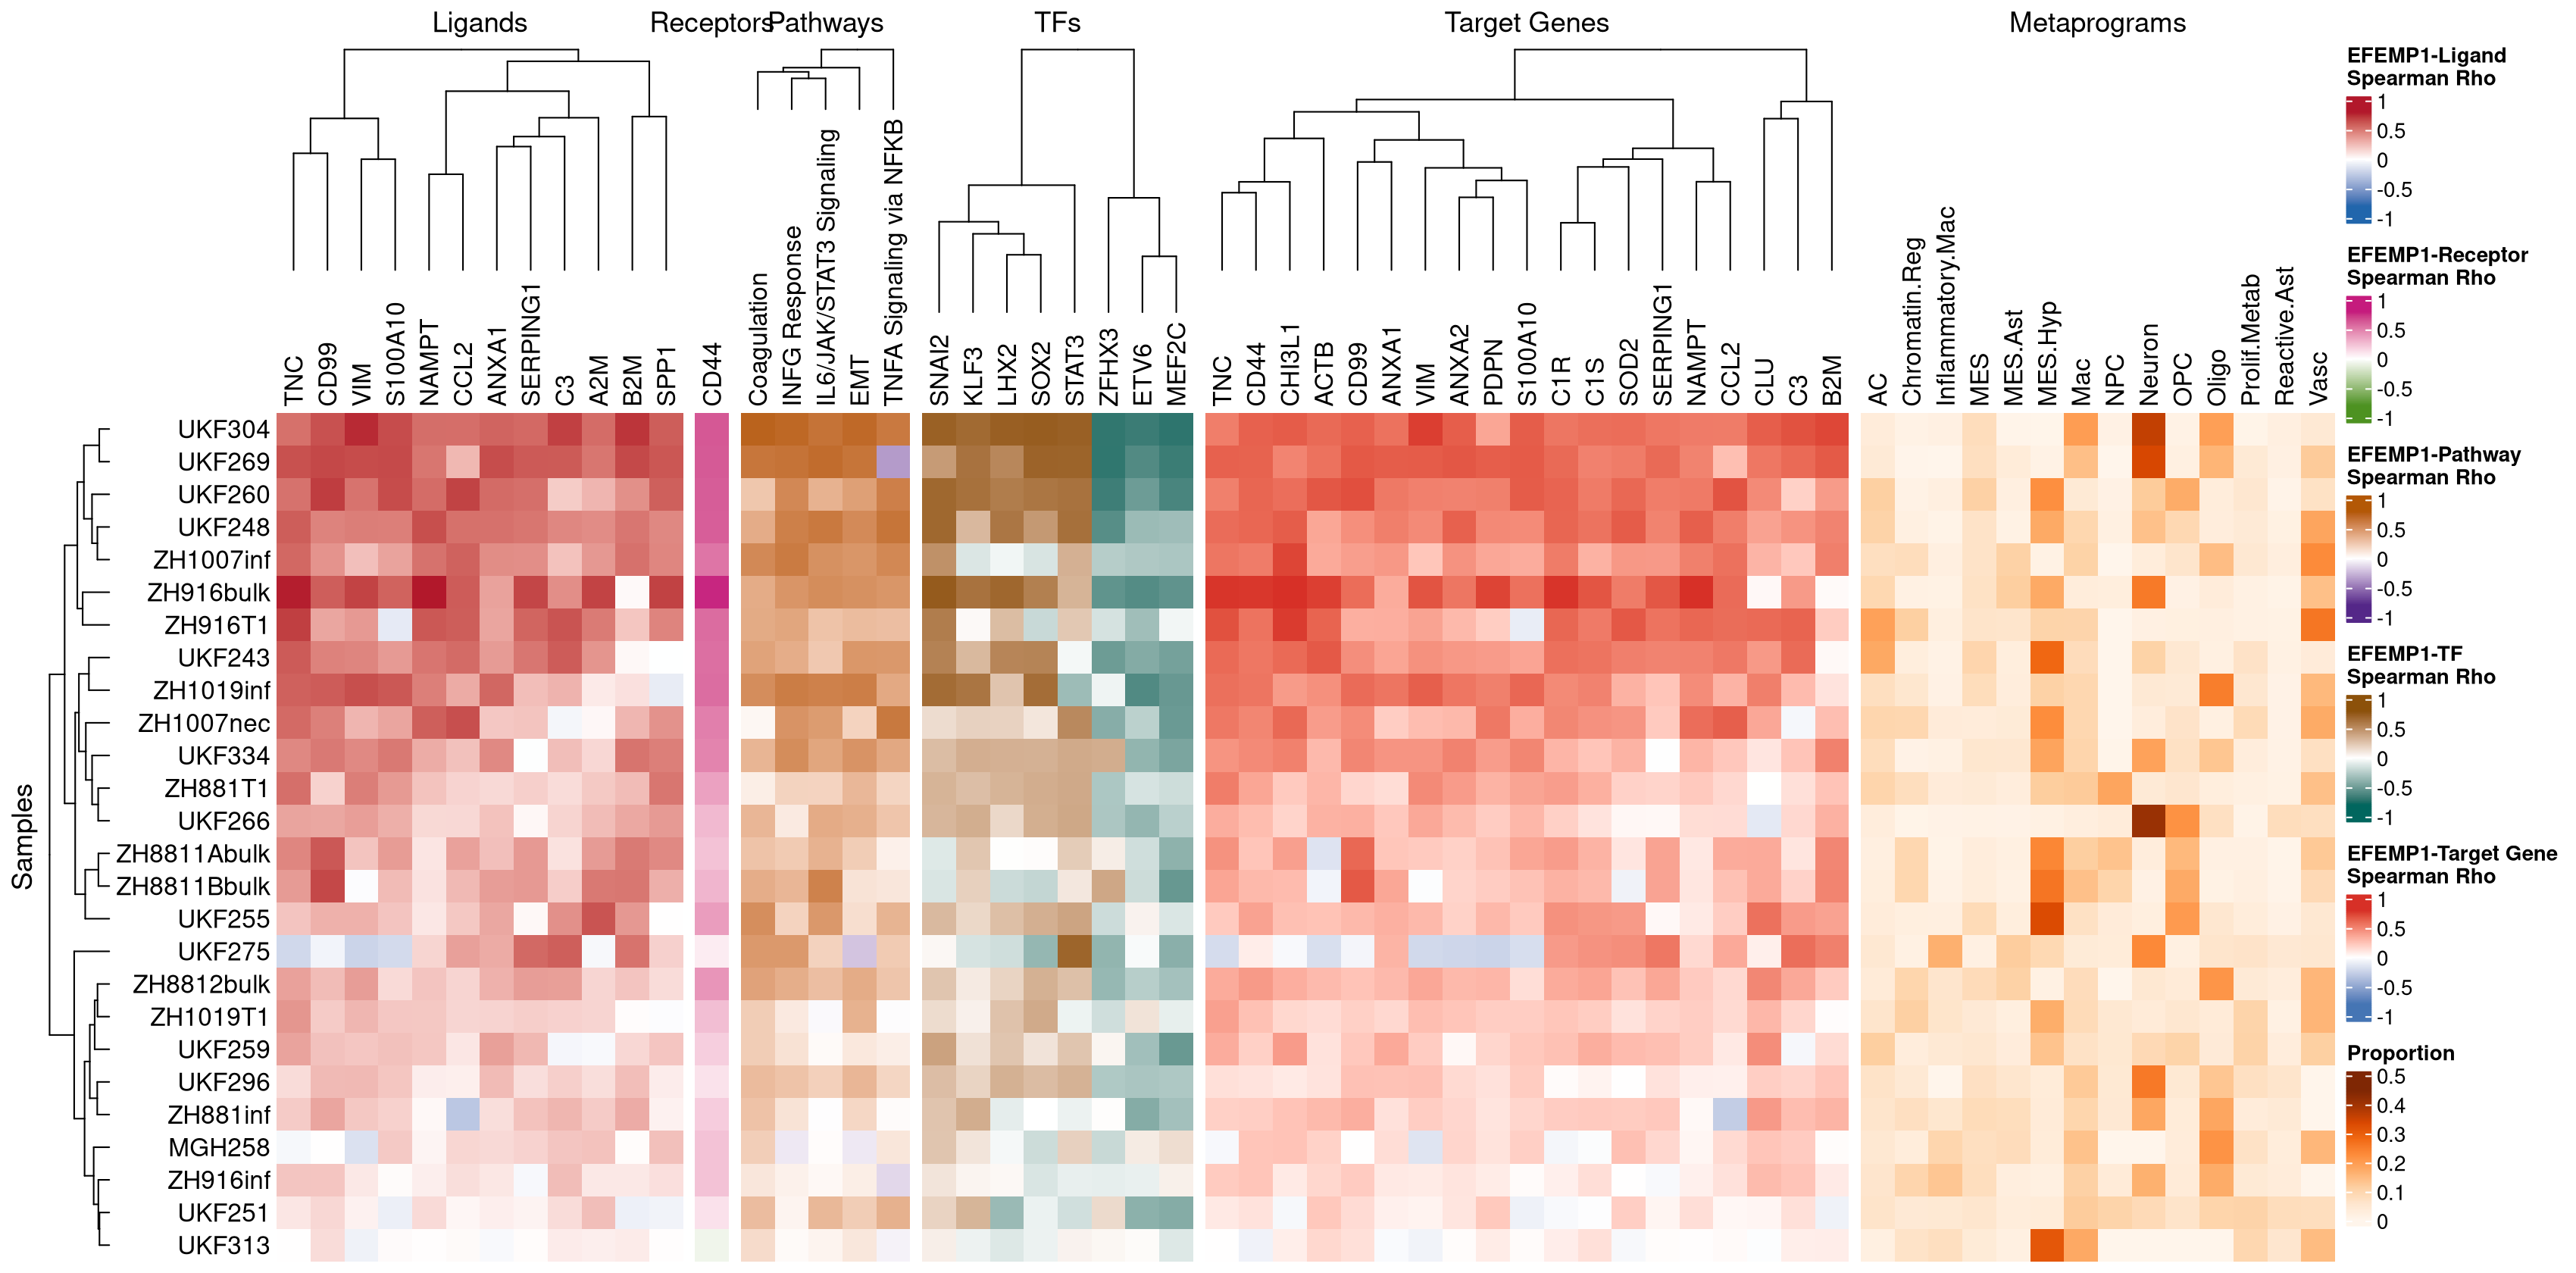 Ligands
Receptors
Pathways
TFs
Target Genes
Metaprograms
TNC
CD99
VIM
S100A10
NAMPT
CCL2
ANXA1
SERPING1
C3
A2M
B2M
SPP1
CD44
Coagulation
INFG Response
IL6/JAK/STAT3 Signaling
EMT
TNFA Signaling via NFKB
SNAI2
KLF3
LHX2
SOX2
STAT3
ZFHX3
ETV6
MEF2C
TNC
CD44
CHI3L1
ACTB
CD99
ANXA1
VIM
ANXA2
PDPN
S100A10
C1R
C1S
SOD2
SERPING1
NAMPT
CCL2
CLU
C3
B2M
AC
Chromatin.Reg
Inflammatory.Mac
MES
MES.Ast
MES.Hyp
Mac
NPC
Neuron
OPC
Oligo
Prolif.Metab
Reactive.Ast
Vasc
Samples
UKF304
UKF269
UKF260
UKF248
ZH1007inf
ZH916bulk
ZH916T1
UKF243
ZH1019inf
ZH1007nec
UKF334
ZH881T1
UKF266
ZH8811Abulk
ZH8811Bbulk
UKF255
UKF275
ZH8812bulk
ZH1019T1
UKF259
UKF296
ZH881inf
MGH258
ZH916inf
UKF251
UKF313
EFEMP1-Ligand
Spearman Rho
1
0.5
0
-0.5
-1
EFEMP1-Receptor
Spearman Rho
1
0.5
0
-0.5
-1
EFEMP1-Pathway
Spearman Rho
1
0.5
0
-0.5
-1
EFEMP1-TF
Spearman Rho
1
0.5
0
-0.5
-1
EFEMP1-Target Gene
Spearman Rho
1
0.5
0
-0.5
-1
Proportion
0.5
0.4
0.3
0.2
0.1
0